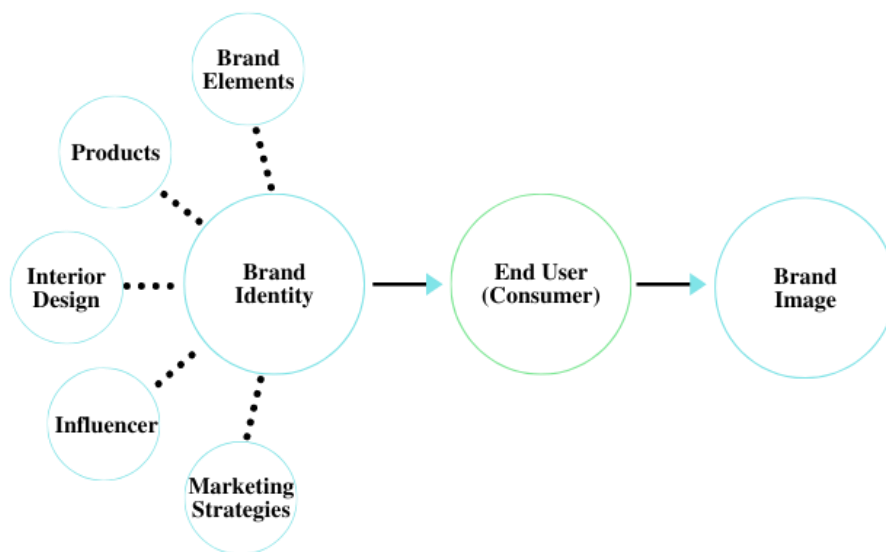 Brand
Elements
Products
Interior
Design
Influencer
Marketing
Strategies
Brand
Identity
End User
(Consumer)
Brand
Image